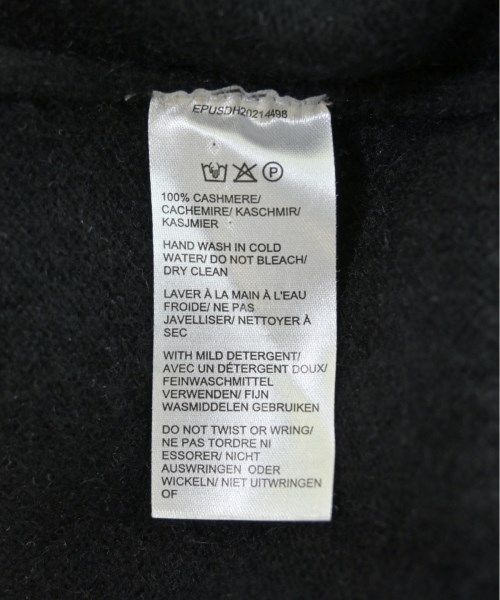 EPUSDH20214498
P
100% CASHMERE/
CACHEMIRE/ KASCHMIR/
KASJMIER
HAND WASH IN COLD
WATER/ DO NOT BLEACH/
DRY CLEAN
LAVER À LA MAIN À L'EAU
FROIDE/ NE PAS
JAVELLISER/ NETTOYER À
SEC
WITH MILD DETERGENT/
AVEC UN DÉTERGENT DOUX/
FEINWASCHMITTEL
VERWENDEN/ FIJN
WASMIDDELEN GEBRUIKEN
DO NOT TWIST OR WRING/
NE PAS TORDRE NI
ESSORER/ NICHT
AUSWRINGEN ODER
WICKELN/ NIET UITWRINGEN
OF